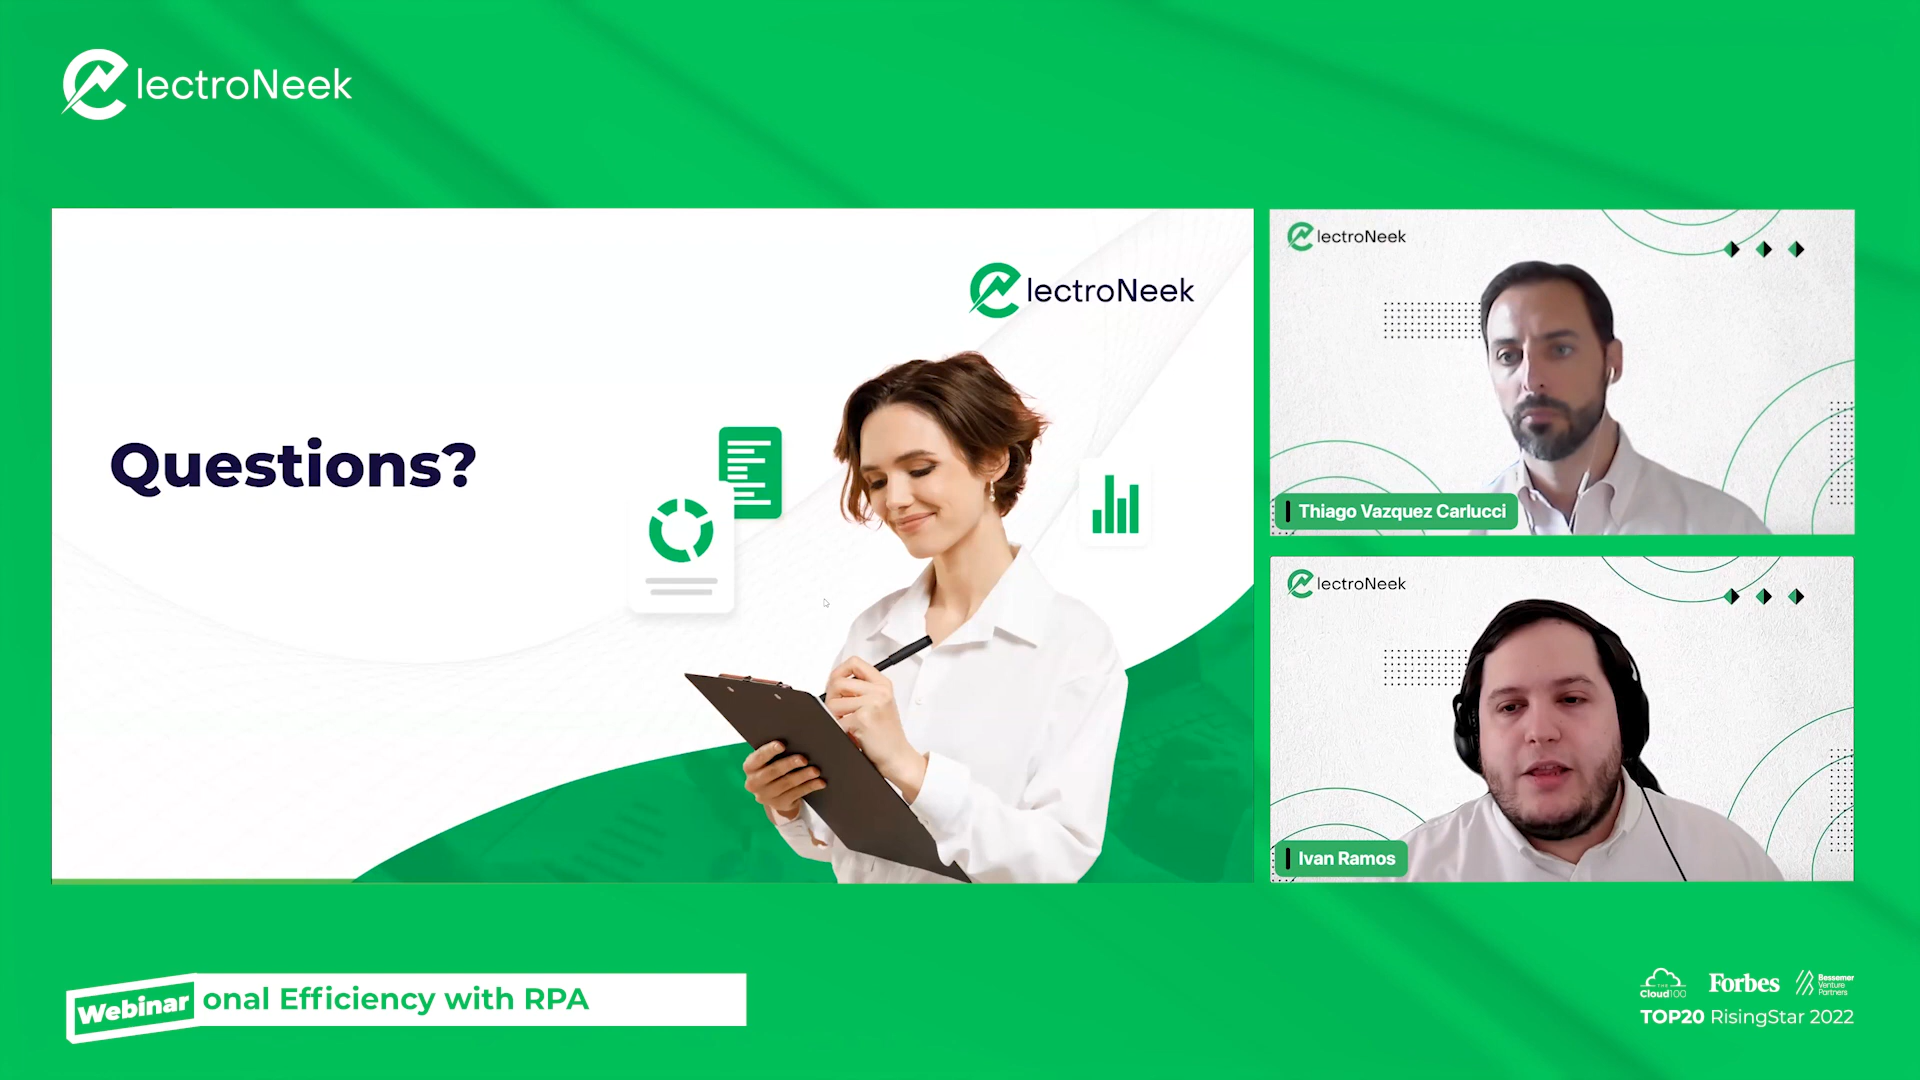 lectroNeek
lectroNeek
Questions?
lectroNeek
Thiago Vazquez Carlucci
lectroNeek
Ivan Ramos
Webinar
onal Efficiency with RPA
THE
Cloud100
Forbes
Bessemer
Venture
Partners
TOP20 RisingStar 2022